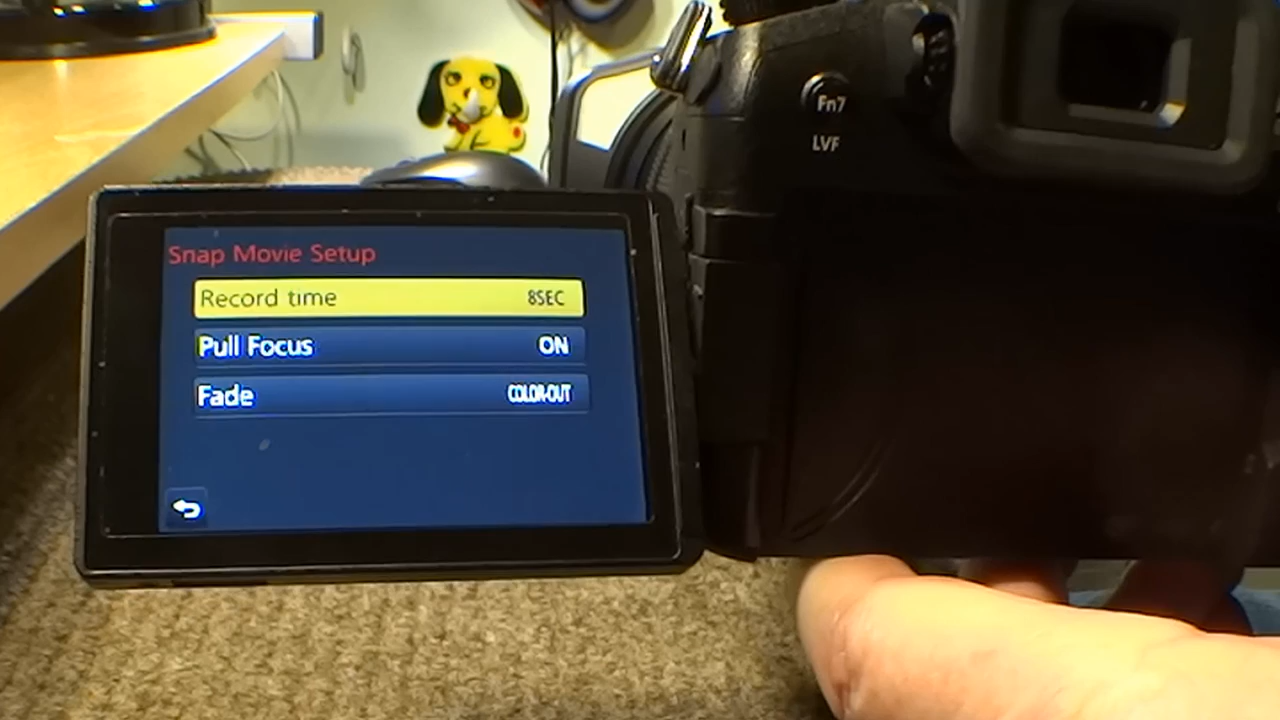 Fn7
LVF
Snap Movie Setup
Record time 8SEC
Pull Focus ON
Fade COLOR-OUT